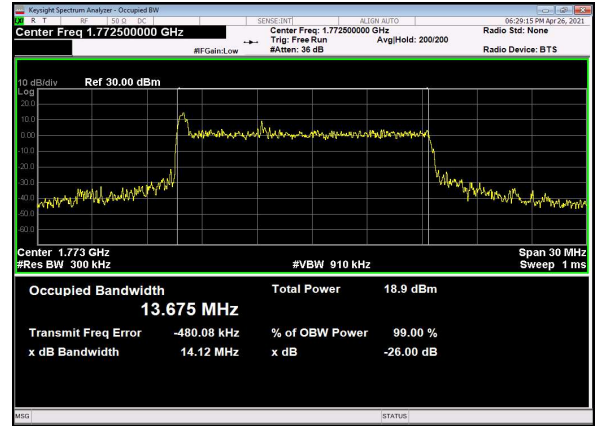 Keysight Spectrum Analyzer - Occupied BW
R T RF 50 Ω DC SENSE:INT ALIGN AUTO 06:29:15 PM Apr 26, 2021
Center Freq 1.772500000 GHz Center Freq: 1.772500000 GHz Radio Std: None
Trig: Free Run Avg|Hold: 200/200
#IFGain:Low #Atten: 36 dB Radio Device: BTS
10 dB/div Ref 30.00 dBm
Log
20.0
10.0
0.00
-10.0
-20.0
-30.0
-40.0
-50.0
-60.0
Center 1.773 GHz Span 30 MHz
#Res BW 300 kHz #VBW 910 kHz Sweep 1 ms
Occupied Bandwidth Total Power 18.9 dBm
13.675 MHz
Transmit Freq Error -480.08 kHz % of OBW Power 99.00 %
x dB Bandwidth 14.12 MHz x dB -26.00 dB
MSG STATUS